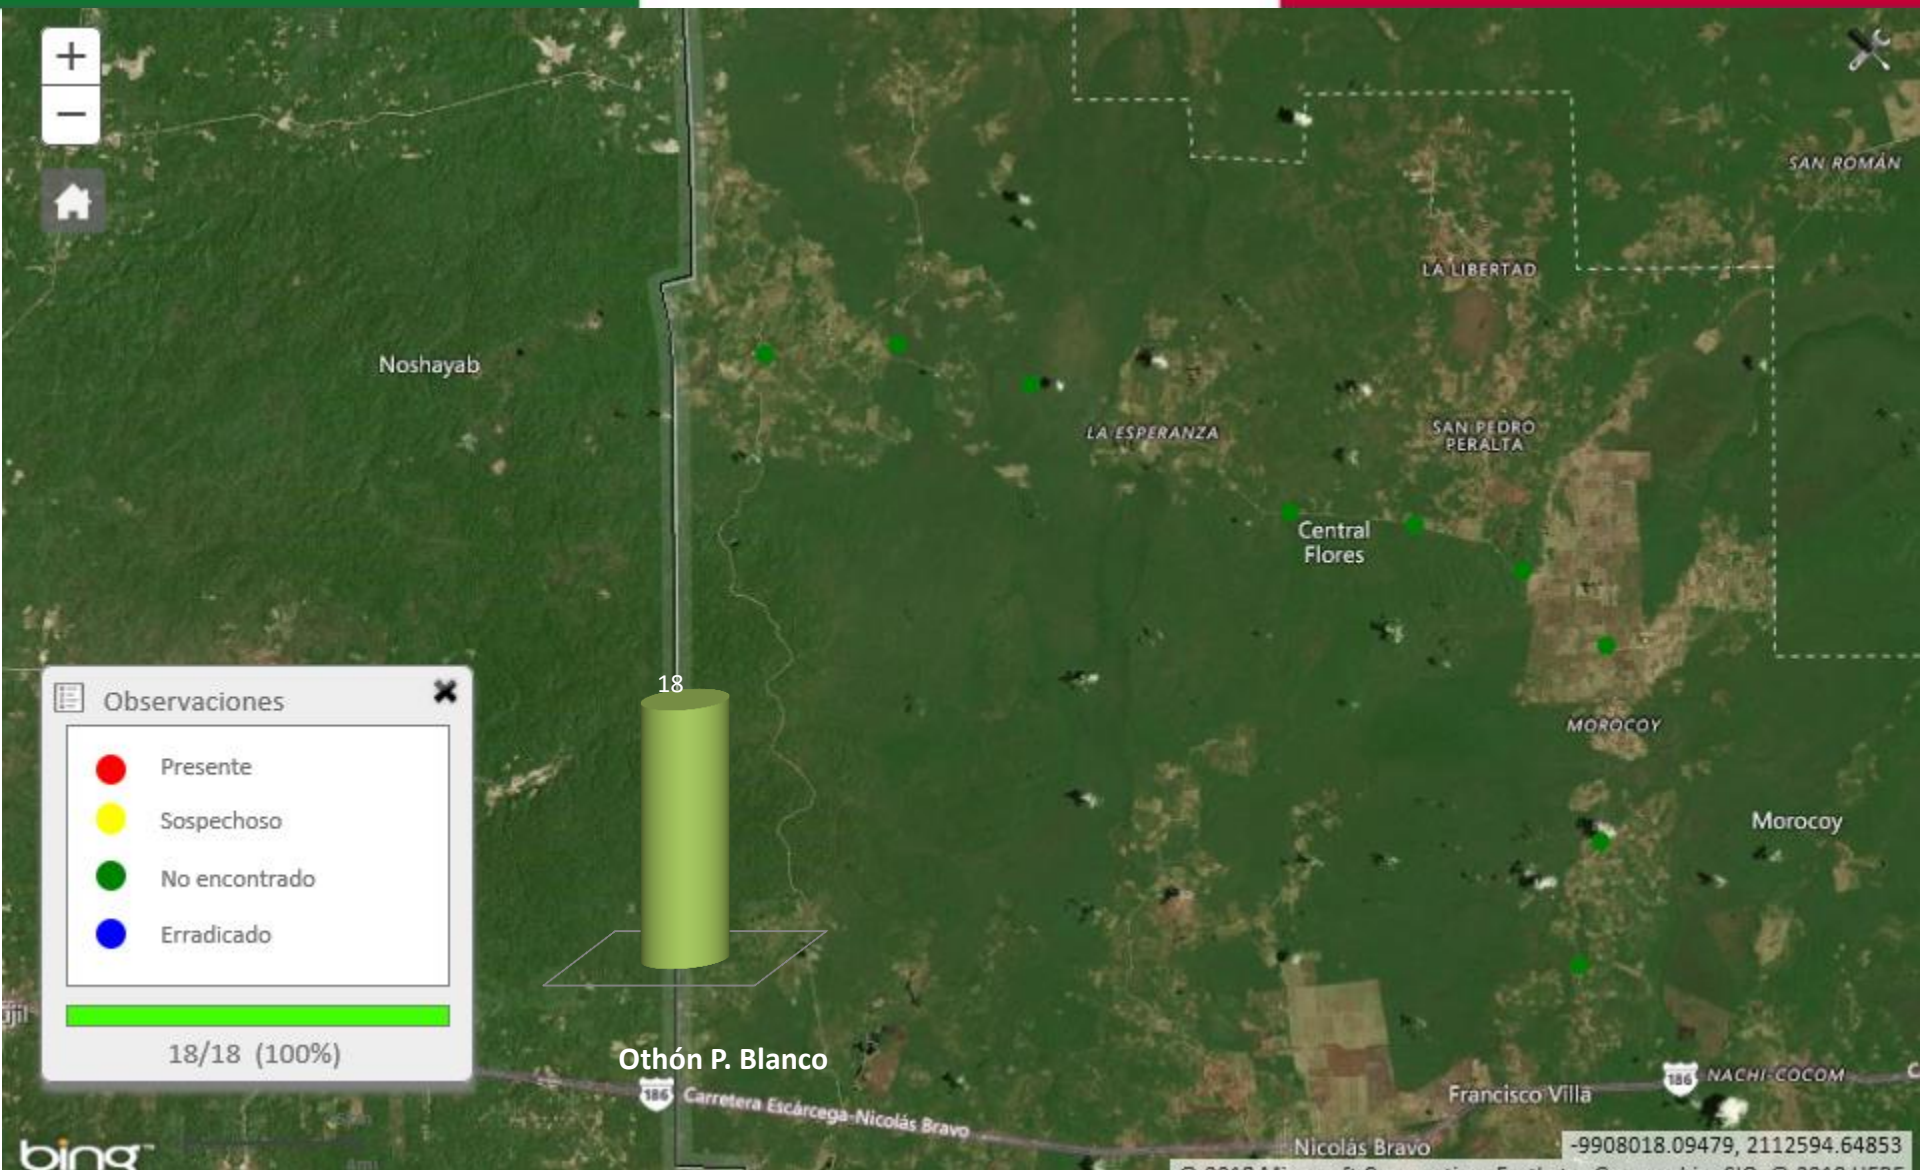 +
−
SAN ROMÁN
LA LIBERTAD
Noshayab
LA ESPERANZA
SAN PEDRO
PERALTA
Central
Flores
18
Observaciones
Presente
Sospechoso
No encontrado
Erradicado
18/18 (100%)
MOROCOY
Morocoy
Othón P. Blanco
186
Carretera Escárcega-Nicolás Bravo
Francisco Villa
186
NACHI-COCOM
Nicolás Bravo
-9908018.09479, 2112594.64853
bing™